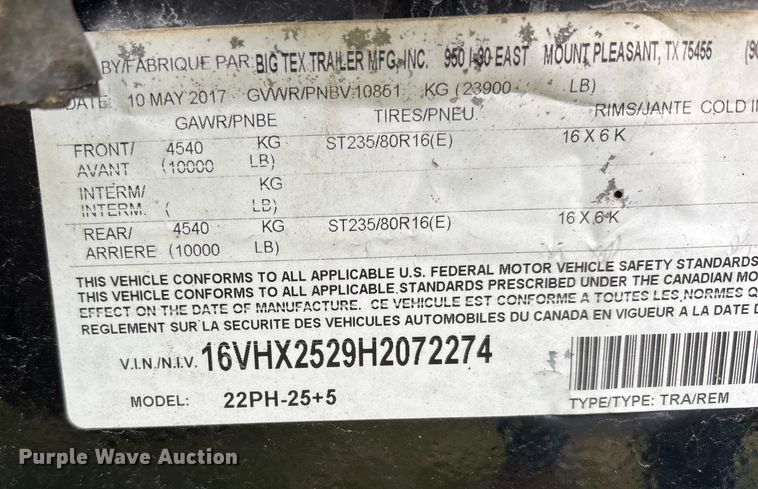 BY/FABRIQUE PAR: BIG TEX TRAILER MFG, INC. 950 I-30 EAST MOUNT PLEASANT, TX 75455 (90
DATE: 10 MAY 2017 GVWR/PNBV 10851 KG (23900 LB)
GAWR/PNBE TIRES/PNEU RIMS/JANTE COLD IN
FRONT/ 4540 KG ST235/80R16(E) 16 X 6 K
AVANT (10000 LB)
INTERM/ KG
INTERM. ( LB)
REAR/ 4540 KG ST235/80R16(E) 16 X 6 K
ARRIERE (10000 LB)
THIS VEHICLE CONFORMS TO ALL APPLICABLE U.S. FEDERAL MOTOR VEHICLE SAFETY STANDARDS
THIS VEHICLE CONFORMS TO ALL APPLICABLE STANDARDS PRESCRIBED UNDER THE CANADIAN MO
EFFECT ON THE DATE OF MANUFACTURE. CE VEHICULE EST CONFORME A TOUTES LES NORMES Q
REGLEMENT SUR LA SECURITE DES VEHICULES AUTOMOBILES DU CANADA EN VIGUEUR A LA DATE D
V.I.N./N.I.V. 16VHX2529H2072274
MODEL: 22PH-25+5
TYPE/TYPE: TRA/REM
Purple Wave Auction